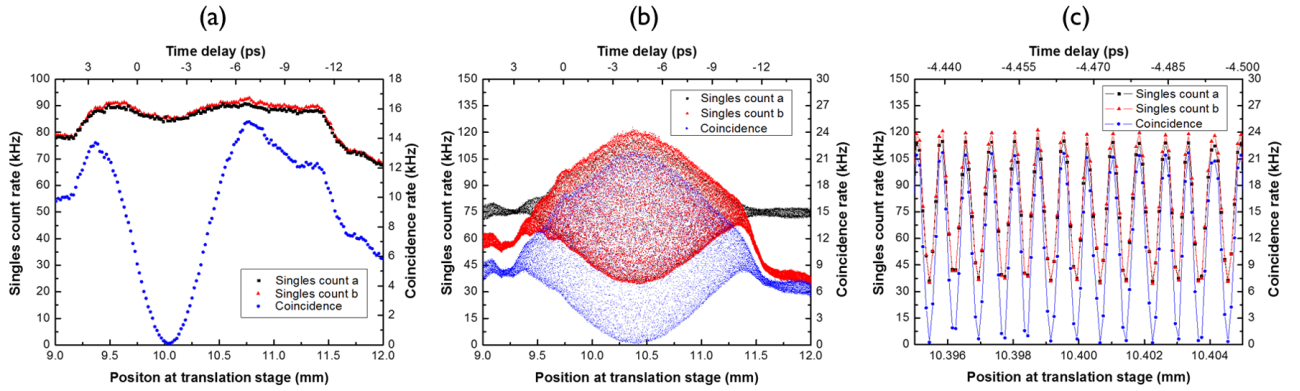 (a)
Time delay (ps)
3 0 -3 -6 -9 -12
100 90 80 70 60 50 40 30 20 10 0
Singles count rate (kHz)
18 16 14 12 10 8 6 4 2 0
Coincidence rate (kHz)
Singles count a
Singles count b
Coincidence
9.0 9.5 10.0 10.5 11.0 11.5 12.0
Positon at translation stage (mm)
(b)
Time delay (ps)
3 0 -3 -6 -9 -12
150 135 120 105 90 75 60 45 30 15 0
Singles count rate (kHz)
30 27 24 21 18 15 12 9 6 3 0
Coincidence rate (kHz)
Singles count a
Singles count b
Coincidence
9.0 9.5 10.0 10.5 11.0 11.5 12.0
Position at translation stage (mm)
(c)
Time delay (ps)
-4.440 -4.455 -4.470 -4.485 -4.500
150 135 120 105 90 75 60 45 30 15 0
Singles count rate (kHz)
30 27 24 21 18 15 12 9 6 3 0
Coincidence rate (kHz)
Singles count a
Singles count b
Coincidence
10.396 10.398 10.400 10.402 10.404
Position at translation stage (mm)